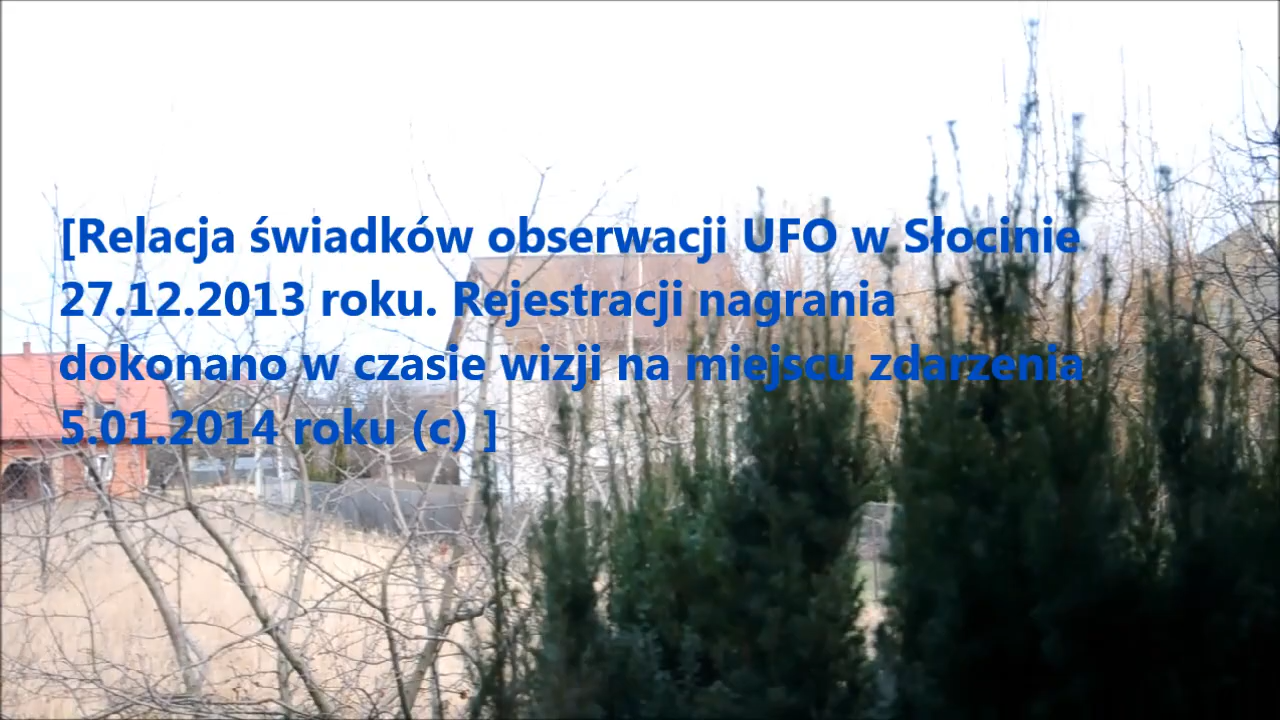 [Relacja świadków obserwacji UFO w Słocinie
27.12.2013 roku. Rejestracji nagrania
dokonano w czasie wizji na miejscu zdarzenia
5.01.2014 roku (c) ]